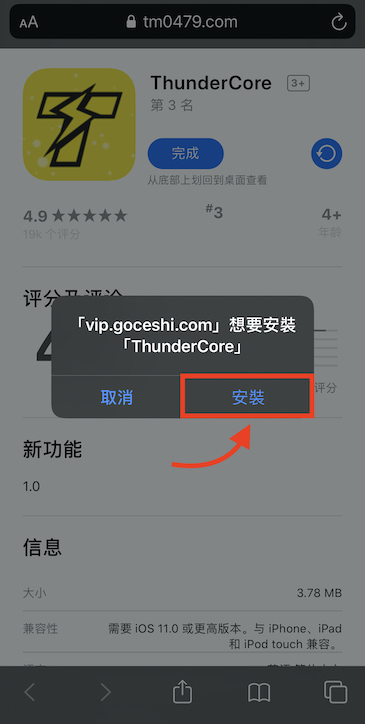 AA
tm0479.com
ThunderCore 3+
第 3 名
完成
从底部上划回到桌面查看
4.9 ★★★★★
#3
4+
19k 个评分
年龄
评分及评论
「vip.goceshi.com」想要安裝
「ThunderCore」
取消
安裝
评分
新功能
1.0
信息
大小
3.78 MB
兼容性
需要 iOS 11.0 或更高版本。与 iPhone、iPad
和 iPod touch 兼容。